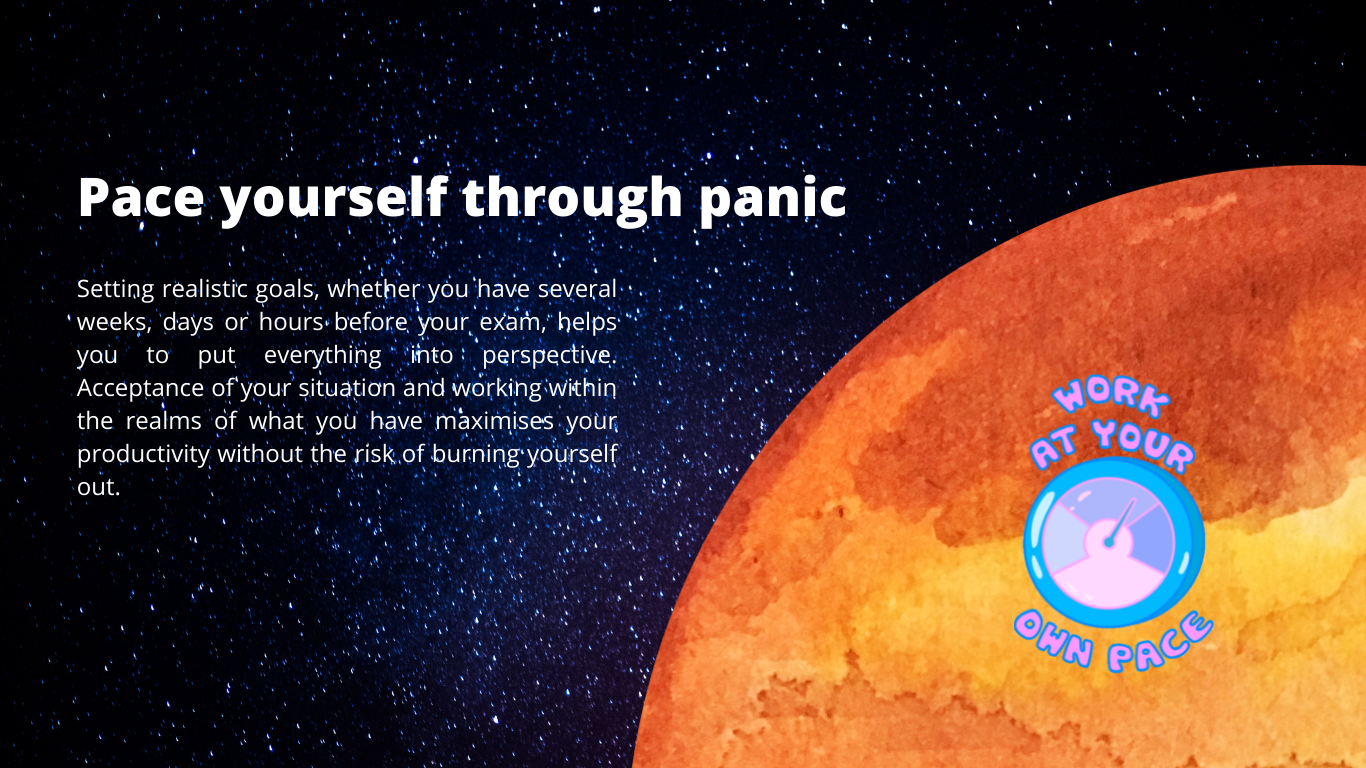 Pace yourself through panic
Setting realistic goals, whether you have several
weeks, days or hours before your exam, helps
you to put everything into perspective.
Acceptance of your situation and working within
the realms of what you have maximises your
productivity without the risk of burning yourself
out.
WORK
AT YOUR
OWN PACE